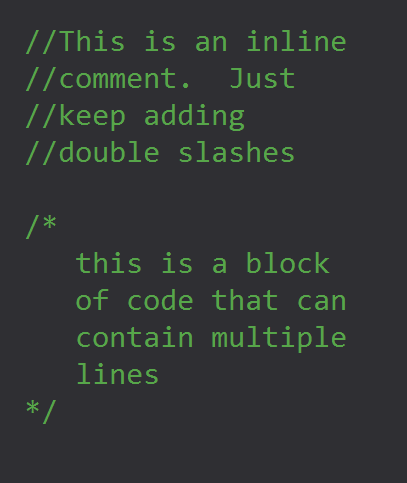 //This is an inline
//comment.  Just
//keep adding
//double slashes
/*
this is a block
of code that can
contain multiple
lines
*/